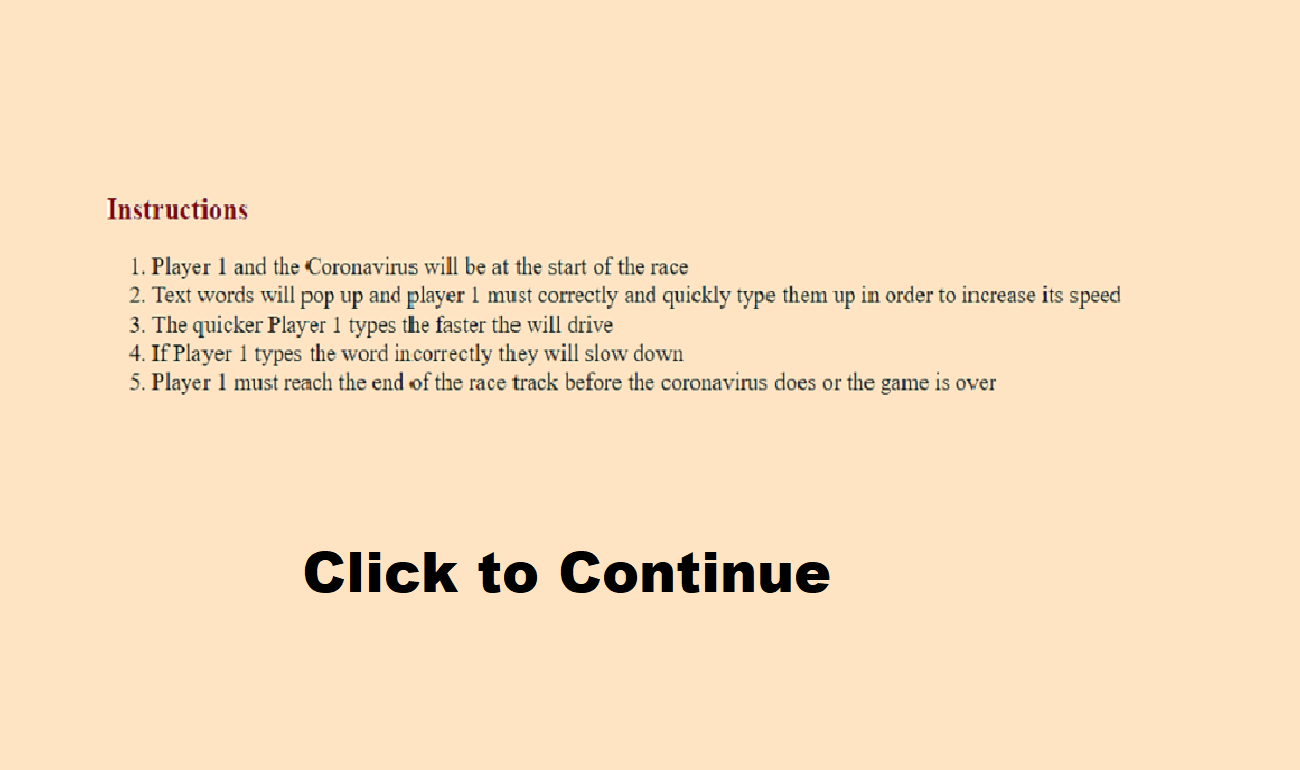 Instructions
1. Player 1 and the Coronavirus will be at the start of the race
2. Text words will pop up and player 1 must correctly and quickly type them up in order to increase its speed
3. The quicker Player 1 types the faster the will drive
4. If Player 1 types the word incorrectly they will slow down
5. Player 1 must reach the end of the race track before the coronavirus does or the game is over
Click to Continue